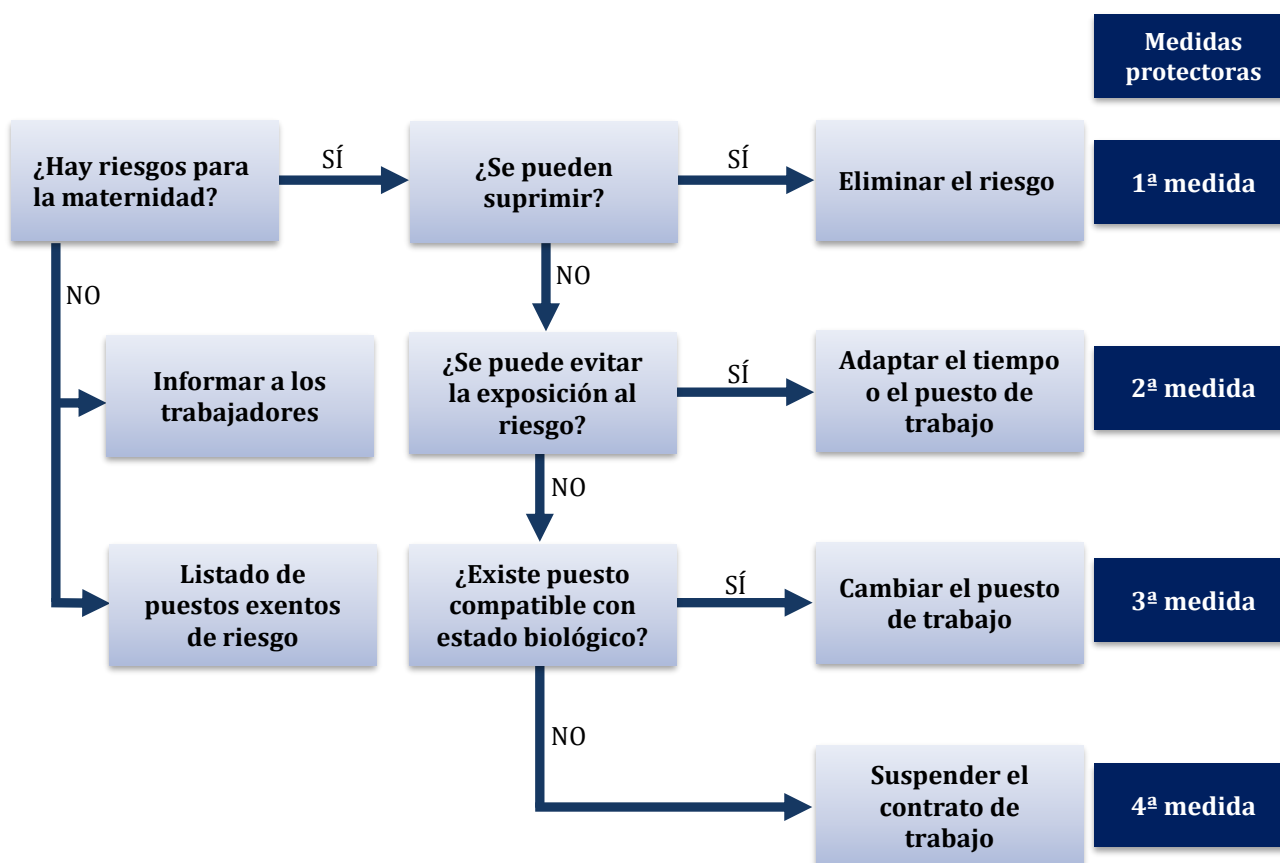 Medidas
protectoras
¿Hay riesgos para
la maternidad?
SÍ
¿Se pueden
suprimir?
SÍ
Eliminar el riesgo
1ª medida
NO
NO
Informar a los
trabajadores
¿Se puede evitar
la exposición al
riesgo?
SÍ
Adaptar el tiempo
o el puesto de
trabajo
2ª medida
NO
Listado de
puestos exentos
de riesgo
¿Existe puesto
compatible con
estado biológico?
SÍ
Cambiar el puesto
de trabajo
3ª medida
NO
Suspender el
contrato de
trabajo
4ª medida